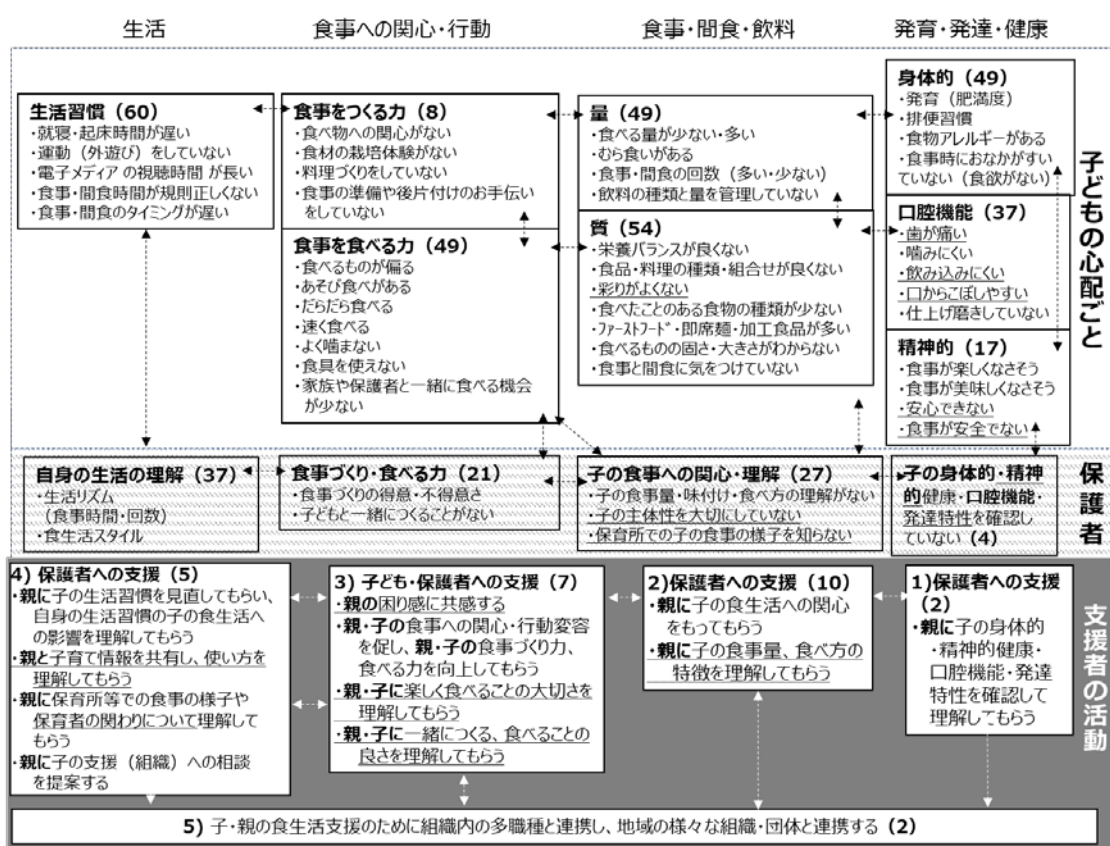 生活
食事への関心・行動
食事・間食・飲料
発育・発達・健康
子どもの心配ごと
生活習慣（60）
・就寝・起床時間が遅い
・運動（外遊び）をしていない
・電子メディアの視聴時間が長い
・食事・間食時間が規則正しくない
・食事・間食のタイミングが遅い
食事をつくる力（8）
・食べ物への関心がない
・食材の栽培体験がない
・料理づくりをしていない
・食事の準備や後片付けのお手伝い
をしていない
食事を食べる力（49）
・食べるものが偏る
・あそび食べがある
・だらだら食べる
・速く食べる
・よく噛まない
・食具を使えない
・家族や保護者と一緒に食べる機会
が少ない
量（49）
・食べる量が少ない・多い
・むら食いがある
・食事・間食の回数（多い・少ない）
・飲料の種類と量を管理していない
質（54）
・栄養バランスが良くない
・食品・料理の種類・組合せが良くない
・彩りがよくない
・食べたことのある食物の種類が少ない
・ﾌｧｰｽﾄﾌｰﾄﾞ・即席麺・加工食品が多い
・食べるものの固さ・大きさがわからない
・食事と間食に気をつけていない
身体的（49）
・発育（肥満度）
・排便習慣
・食物アレルギーがある
・食事時におなかがすい
ていない（食欲がない）
口腔機能（37）
・歯が痛い
・噛みにくい
・飲み込みにくい
・口からこぼしやすい
・仕上げ磨きしていない
精神的（17）
・食事が楽しくなさそう
・食事が美味しくなさそう
・安心できない
・食事が安全でない
保護者
自身の生活の理解（37）
・生活リズム
（食事時間・回数）
・食生活スタイル
食事づくり・食べる力（21）
・食事づくりの得意・不得意さ
・子どもと一緒につくることがない
子の食事への関心・理解（27）
・子の食事量・味付け・食べ方の理解がない
・子の主体性を大切にしていない
・保育所での子の食事の様子を知らない
子の身体的・精神
的健康・口腔機能・
発達特性を確認し
ていない（4）
支援者の活動
4）保護者への支援（5）
・親に子の生活習慣を見直してもらい、
自身の生活習慣の子の食生活へ
の影響を理解してもらう
・親と子育て情報を共有し、使い方を
理解してもらう
・親に保育所等での食事の様子や
保育者の関わりについて理解して
もらう
・親に子の支援（組織）への相談
を提案する
3）子ども・保護者への支援（7）
・親の困り感に共感する
・親・子の食事への関心・行動変容
を促し、親・子の食事づくり力、
食べる力を向上してもらう
・親・子に楽しく食べることの大切さを
理解してもらう
・親・子に一緒につくる、食べることの
良さを理解してもらう
2）保護者への支援（10）
・親に子の食生活への関心
をもってもらう
・親に子の食事量、食べ方の
特徴を理解してもらう
1）保護者への支援
（2）
・親に子の身体的
・精神的健康・
口腔機能・発達
特性を確認して
理解してもらう
5）子・親の食生活支援のために組織内の多職種と連携し、地域の様々な組織・団体と連携する（2）